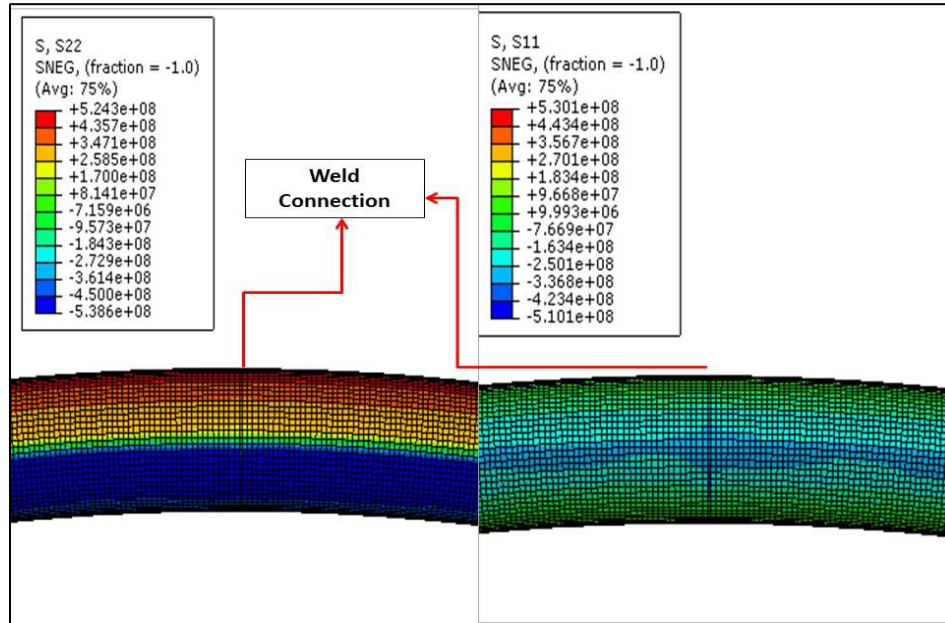 S, S22
SNEG, (fraction = -1.0)
(Avg: 75%)
+5.243e+08
+4.357e+08
+3.471e+08
+2.585e+08
+1.700e+08
+8.141e+07
-7.159e+06
-9.573e+07
-1.843e+08
-2.729e+08
-3.614e+08
-4.500e+08
-5.386e+08
Weld
Connection
S, S11
SNEG, (fraction = -1.0)
(Avg: 75%)
+5.301e+08
+4.434e+08
+3.567e+08
+2.701e+08
+1.834e+08
+9.668e+07
+9.993e+06
-7.669e+07
-1.634e+08
-2.501e+08
-3.368e+08
-4.234e+08
-5.101e+08